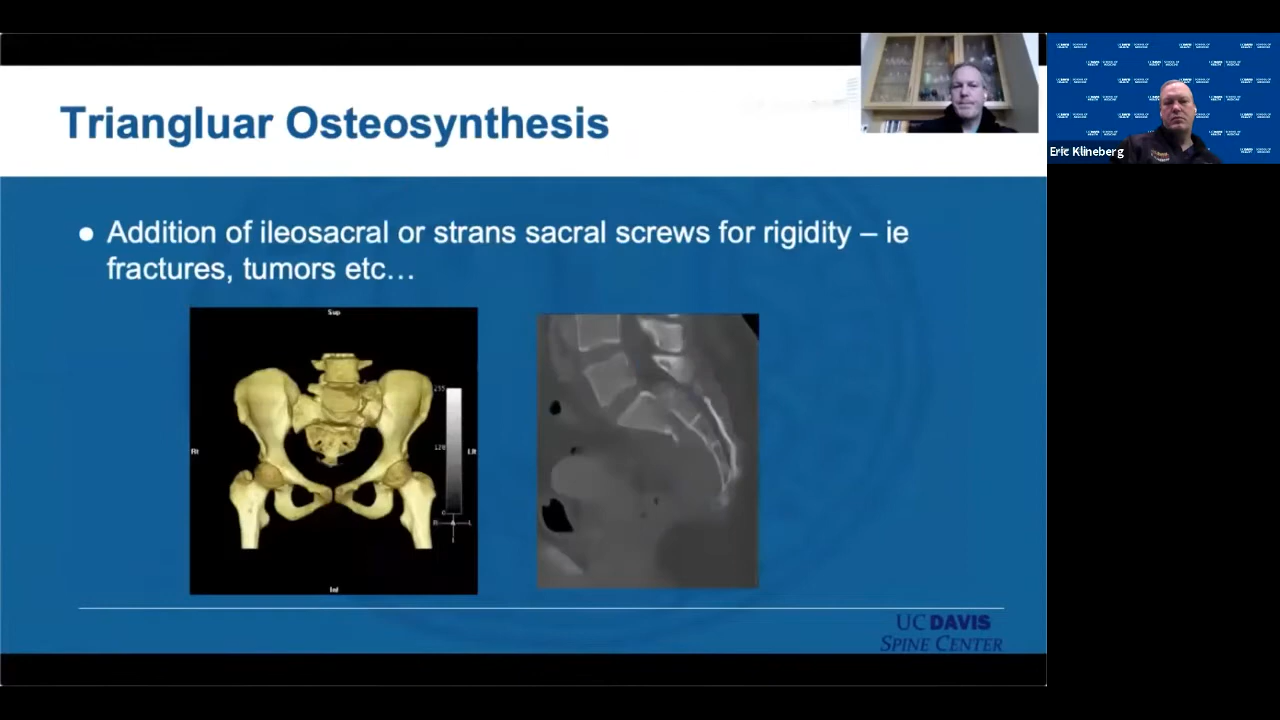 Triangluar Osteosynthesis
Eric Klineberg
Addition of ileosacral or strans sacral screws for rigidity – ie
fractures, tumors etc…
Sup
255
128
Rt
Lt
0
R
A
L
I
Inf
UC DAVIS
SPINE CENTER